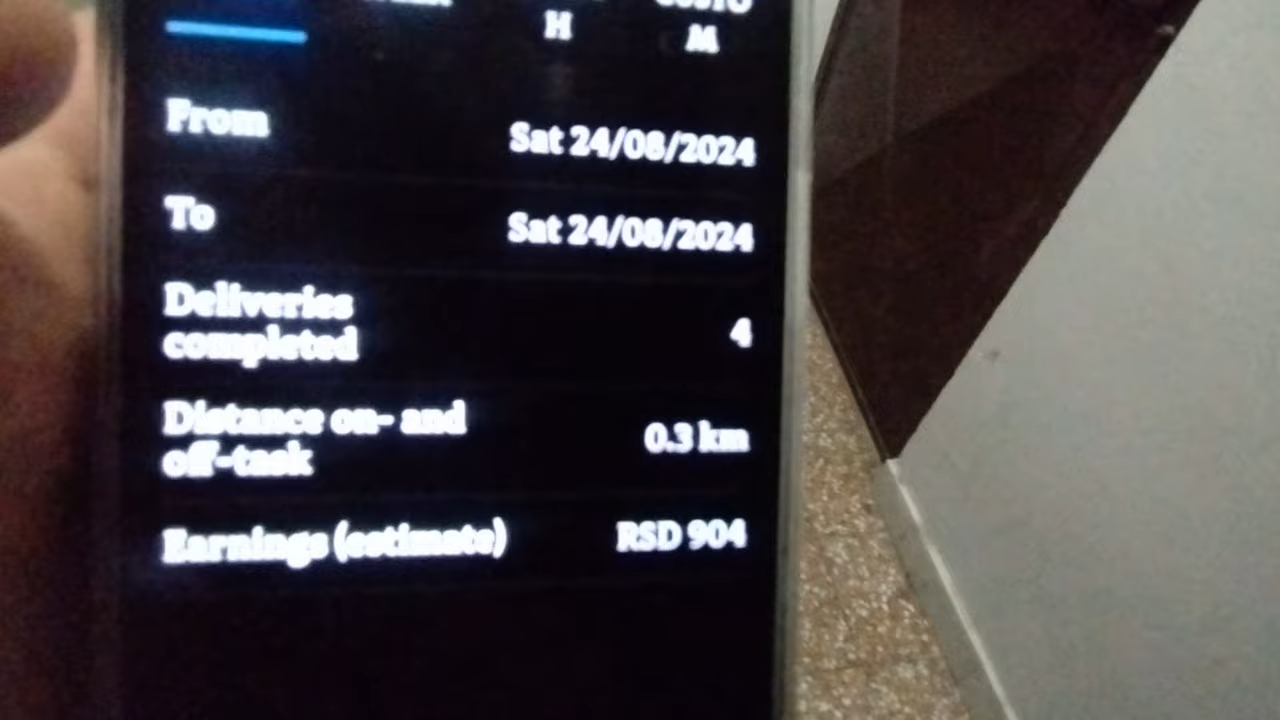 H
M
From
Sat 24/08/2024
To
Sat 24/08/2024
Deliveries
completed
4
Distance on- and
off-task
0.3 km
Earnings (estimate)
RSD 904